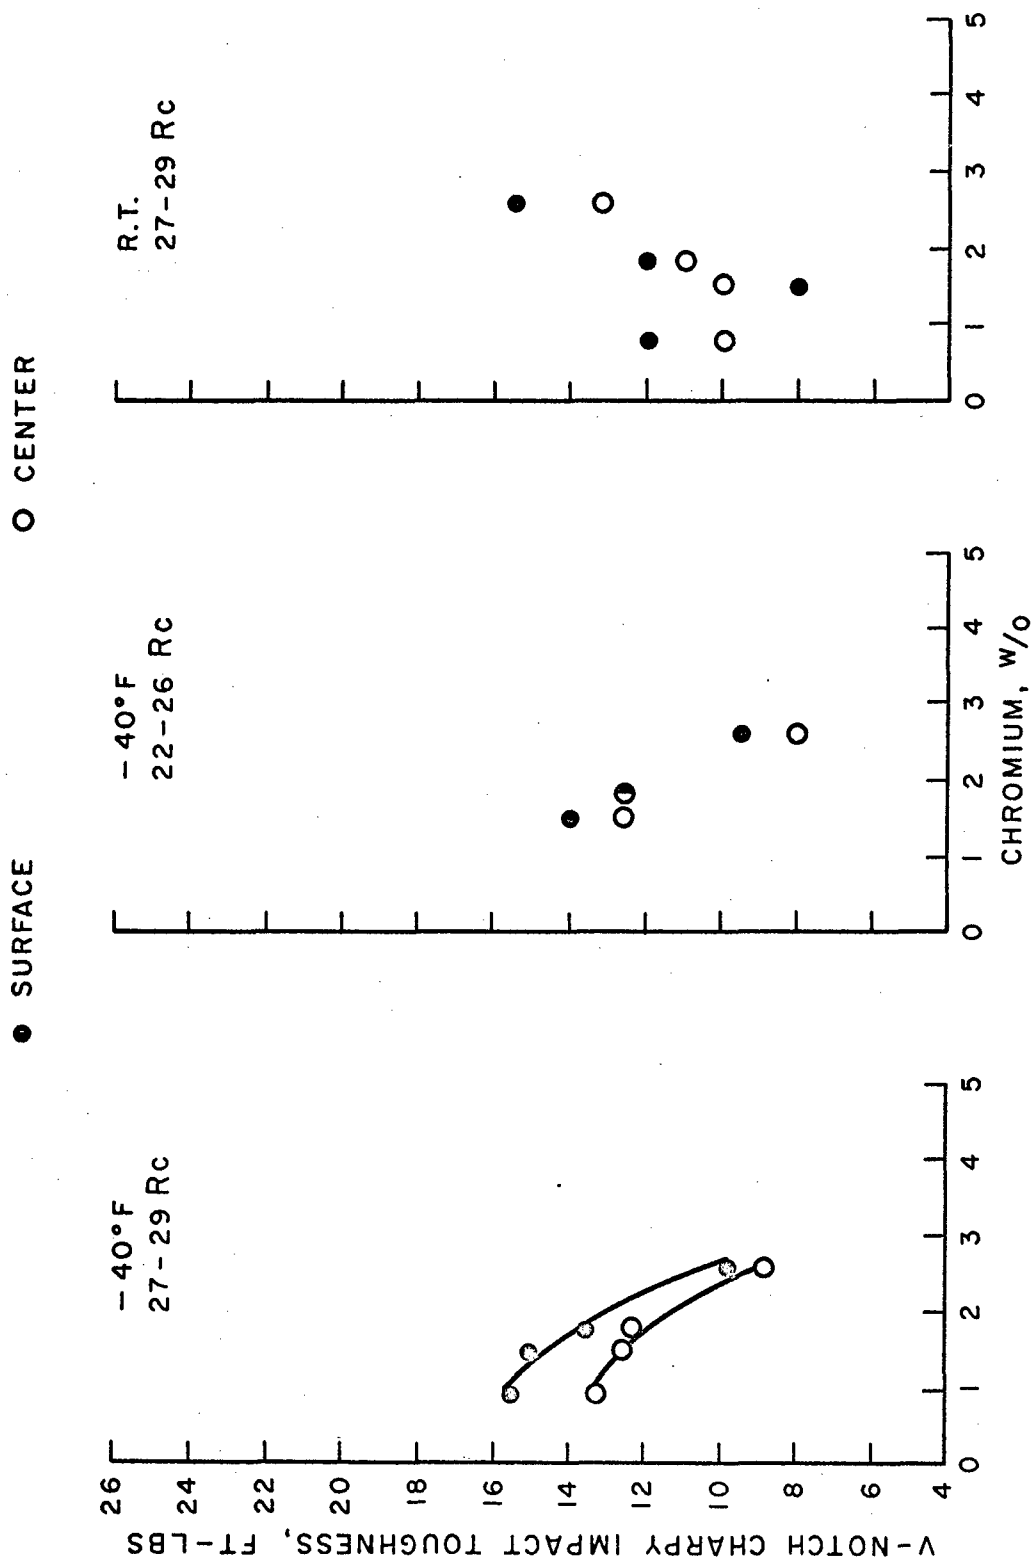 ● SURFACE
○ CENTER
-40°F
27-29 Rc
-40°F
22-26 Rc
R.T.
27-29 Rc
V-NOTCH CHARPY IMPACT TOUGHNESS, FT-LBS
26
24
22
20
18
16
14
12
10
8
6
4
0 1 2 3 4 5
0 1 2 3 4 5
0 1 2 3 4 5
CHROMIUM, W/O